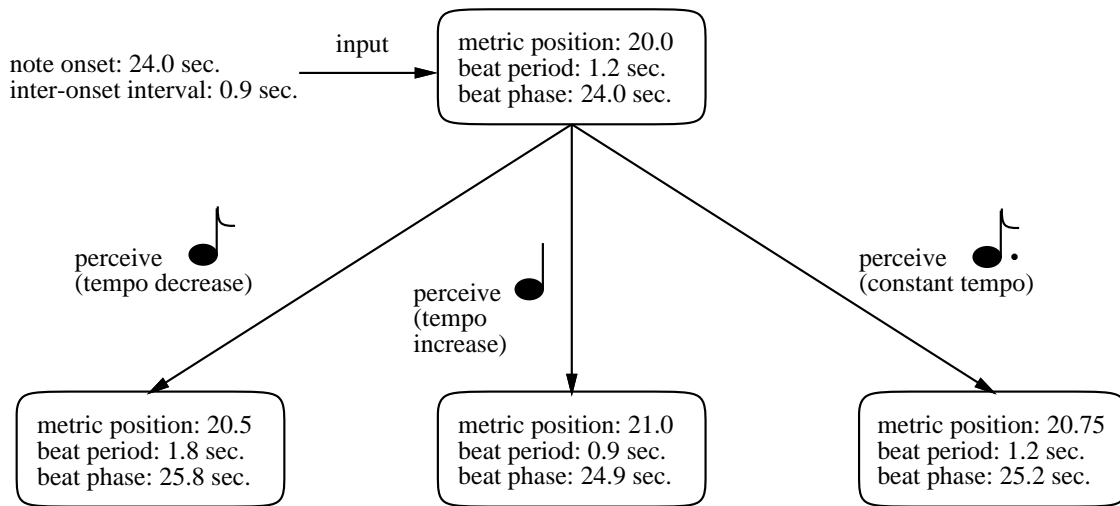 input
note onset: 24.0 sec.
inter-onset interval: 0.9 sec.
metric position: 20.0
beat period: 1.2 sec.
beat phase: 24.0 sec.
perceive
(tempo decrease)
perceive
(tempo
increase)
perceive
(constant tempo)
metric position: 20.5
beat period: 1.8 sec.
beat phase: 25.8 sec.
metric position: 21.0
beat period: 0.9 sec.
beat phase: 24.9 sec.
metric position: 20.75
beat period: 1.2 sec.
beat phase: 25.2 sec.